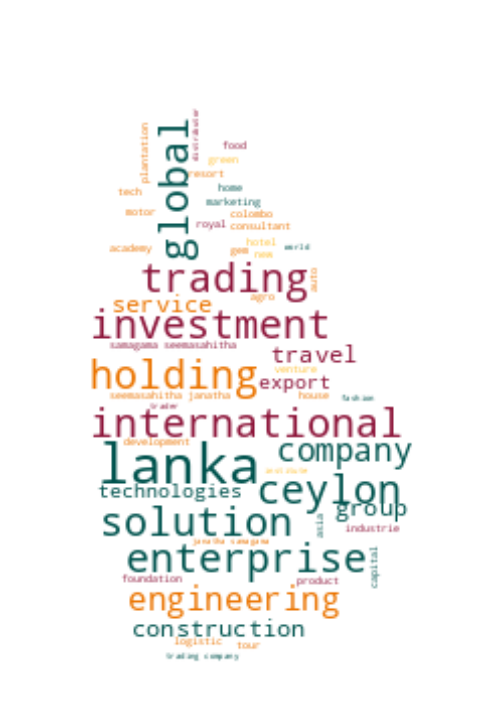 plantation
global
distributor
food
green
resort
tech
home
marketing
motor
colombo
royal
consultant
academy
hotel
world
gem
new
trading
auto
agro
service
investment
samagama seemasahitha
travel
venture
holding
export
seemasahitha janatha
house
fashion
trader
international
development
company
lanka
technologies
ceylon
group
solution
asia
industrie
janatha samagama
enterprise
capital
foundation
product
engineering
construction
logistic
tour
trading company